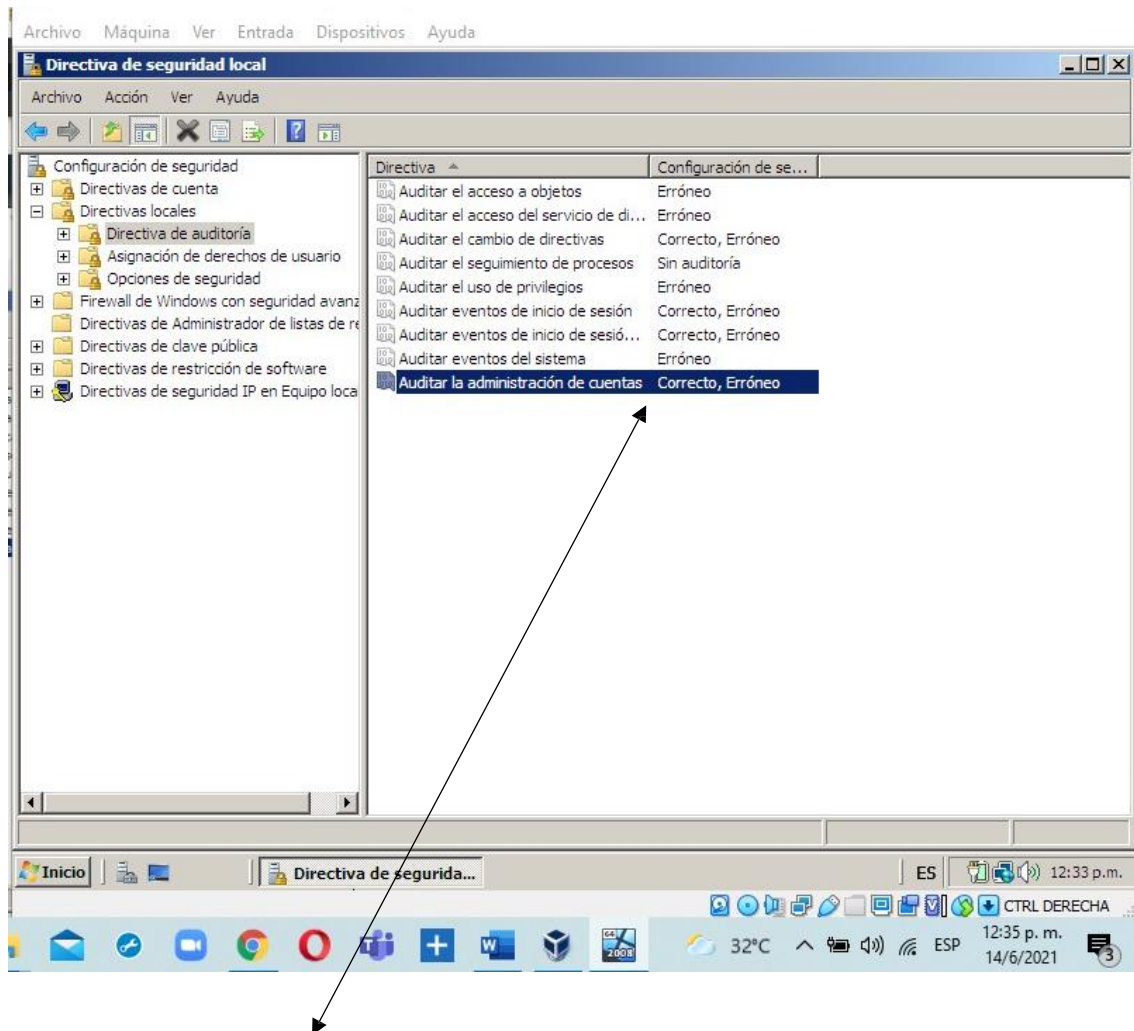 Archivo Máquina Ver Entrada Dispositivos Ayuda
Directiva de seguridad local
Archivo Acción Ver Ayuda
Configuración de seguridad
Directivas de cuenta
Directivas locales
Directiva de auditoría
Asignación de derechos de usuario
Opciones de seguridad
Firewall de Windows con seguridad avanz
Directivas de Administrador de listas de re
Directivas de clave pública
Directivas de restricción de software
Directivas de seguridad IP en Equipo loca
Directiva Configuración de se...
Auditar el acceso a objetos Erróneo
Auditar el acceso del servicio de di... Erróneo
Auditar el cambio de directivas Correcto, Erróneo
Auditar el seguimiento de procesos Sin auditoría
Auditar el uso de privilegios Erróneo
Auditar eventos de inicio de sesión Correcto, Erróneo
Auditar eventos de inicio de sesió... Correcto, Erróneo
Auditar eventos del sistema Erróneo
Auditar la administración de cuentas Correcto, Erróneo
Inicio Directiva de segurida... ES 12:33 p.m.
CTRL DERECHA
64 2008 32°C ESP 12:35 p. m.
14/6/2021 3